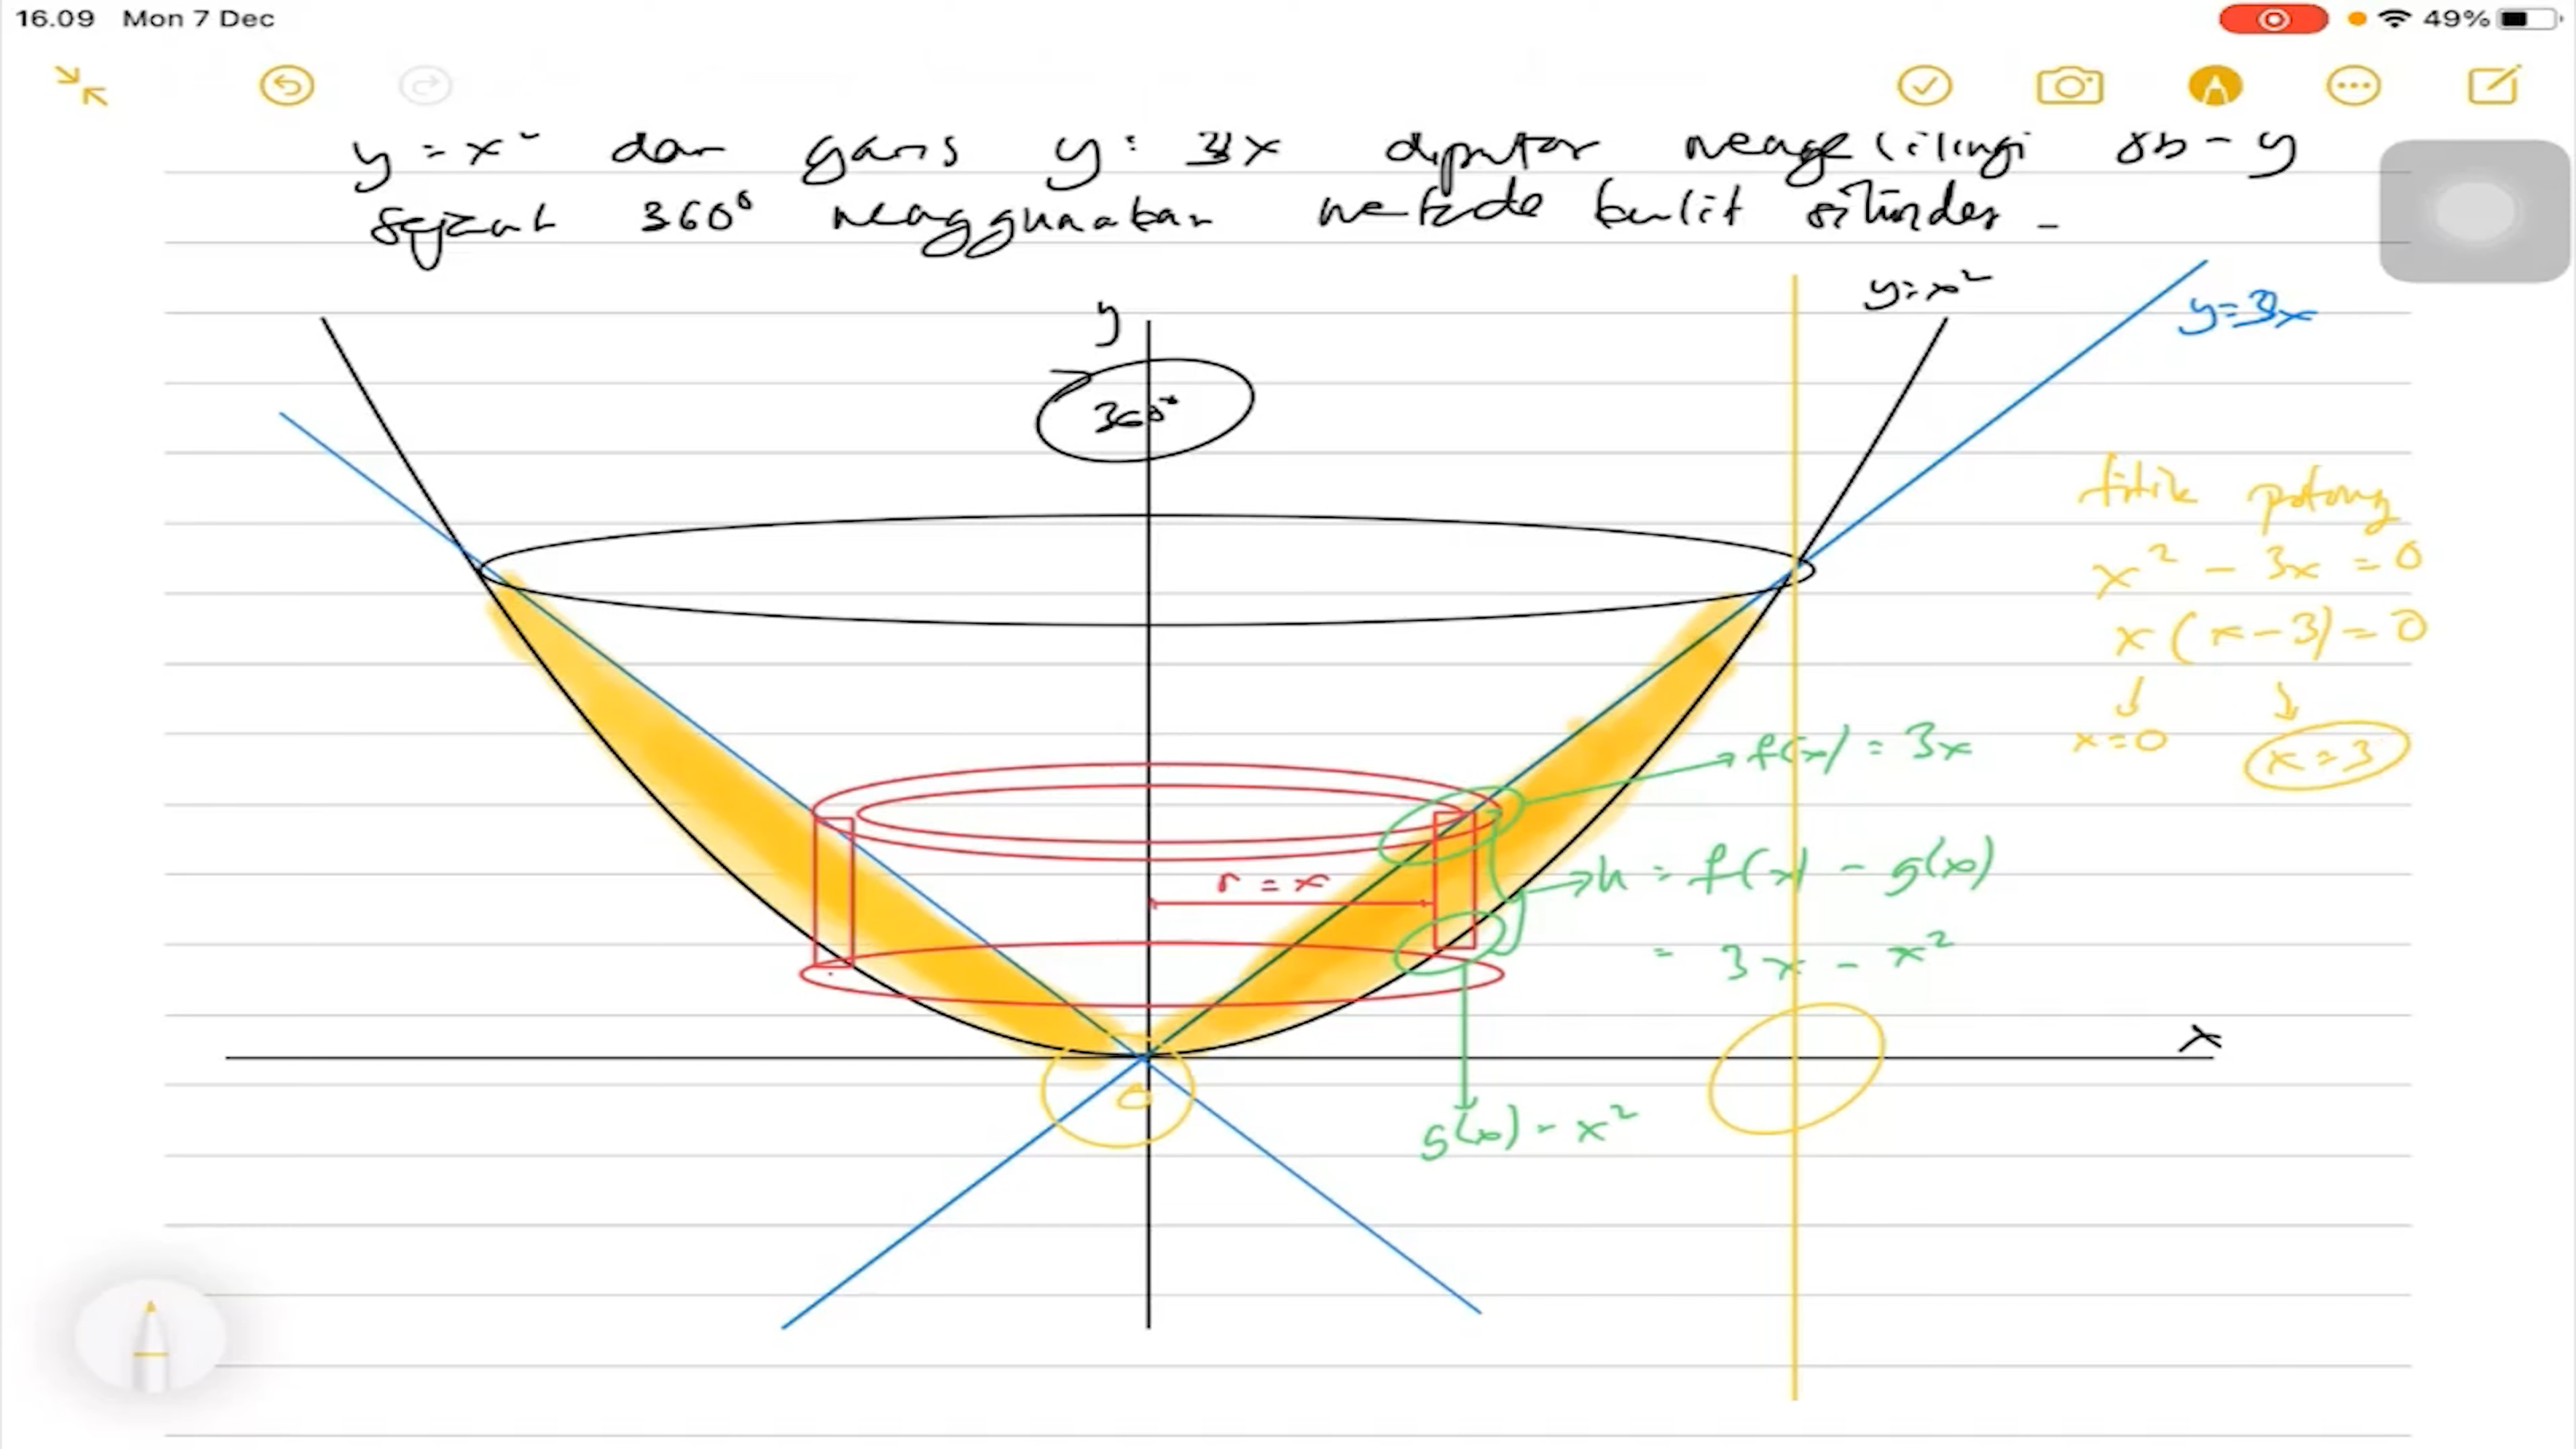 16.09 Mon 7 Dec
49%
y = x² dan garis y = 3x diputar mengelilingi sb-y
sejauh 360° menggunakan metode kulit silinder -
y
y=x²
y=3x
360°
titik potong
x² - 3x = 0
x(x-3)=0
x=0
x=3
f(x) = 3x
r = x
h = f(x) - g(x)
= 3x - x²
x
0
g(x) = x²